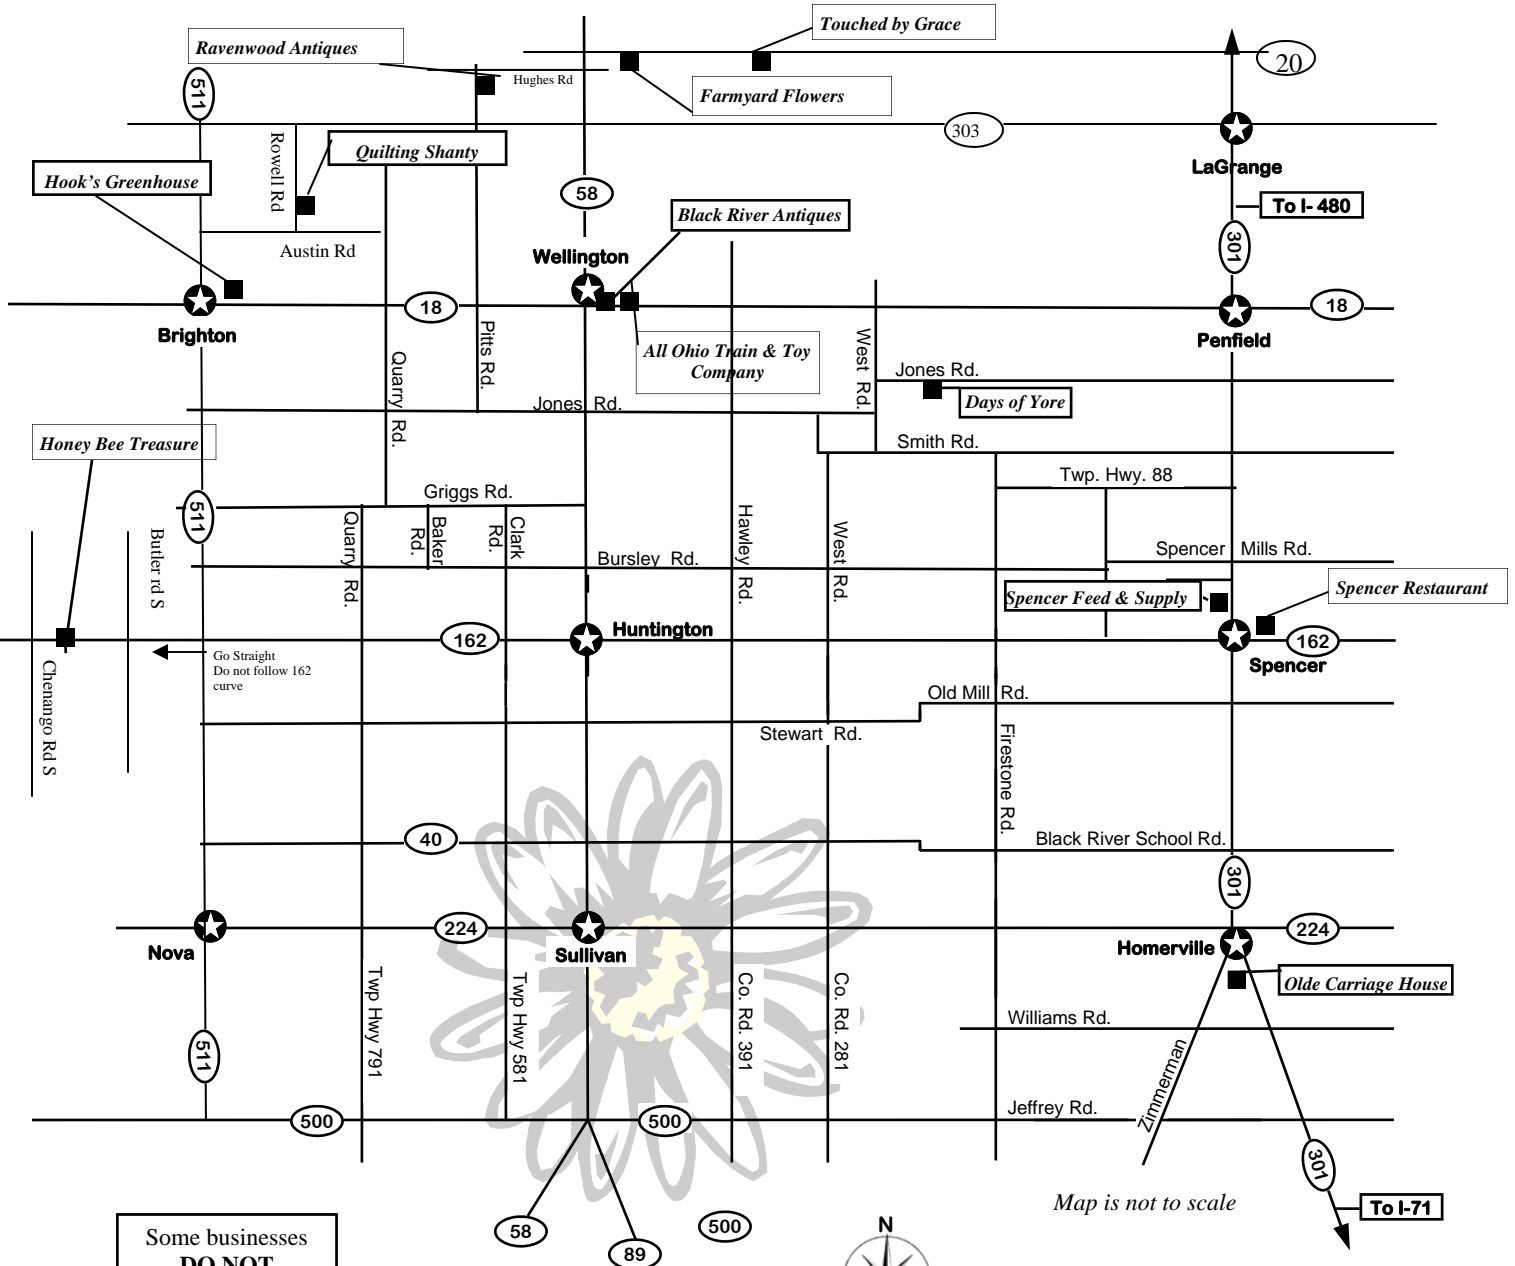 Touched by Grace
Ravenwood Antiques
20
Hughes Rd
Farmyard Flowers
511
303
Rowell Rd
Quilting Shanty
LaGrange
Hook's Greenhouse
58
To I- 480
Black River Antiques
301
Austin Rd
Wellington
18
18
Brighton
Penfield
Pitts Rd.
Quarry Rd.
All Ohio Train & Toy
Company
West Rd.
Jones Rd.
Days of Yore
Jones Rd.
Honey Bee Treasure
Smith Rd.
Twp. Hwy. 88
Griggs Rd.
511
Butler rd S
Quarry Rd.
Baker
Rd.
Clark
Rd.
Hawley Rd.
West Rd.
Bursley Rd.
Spencer Mills Rd.
Spencer Feed & Supply
Spencer Restaurant
162
Huntington
162
Spencer
Go Straight
Do not follow 162
curve
Chenango Rd S
Old Mill Rd.
Stewart Rd.
Firestone Rd.
40
Black River School Rd.
301
224
224
Nova
Sullivan
Homerville
Olde Carriage House
Twp Hwy 791
Twp Hwy 581
Co. Rd. 391
Co. Rd. 281
Williams Rd.
511
Zimmerman
500
500
Jeffrey Rd.
301
Map is not to scale
To I-71
Some businesses
DO NOT
58
89
500
N